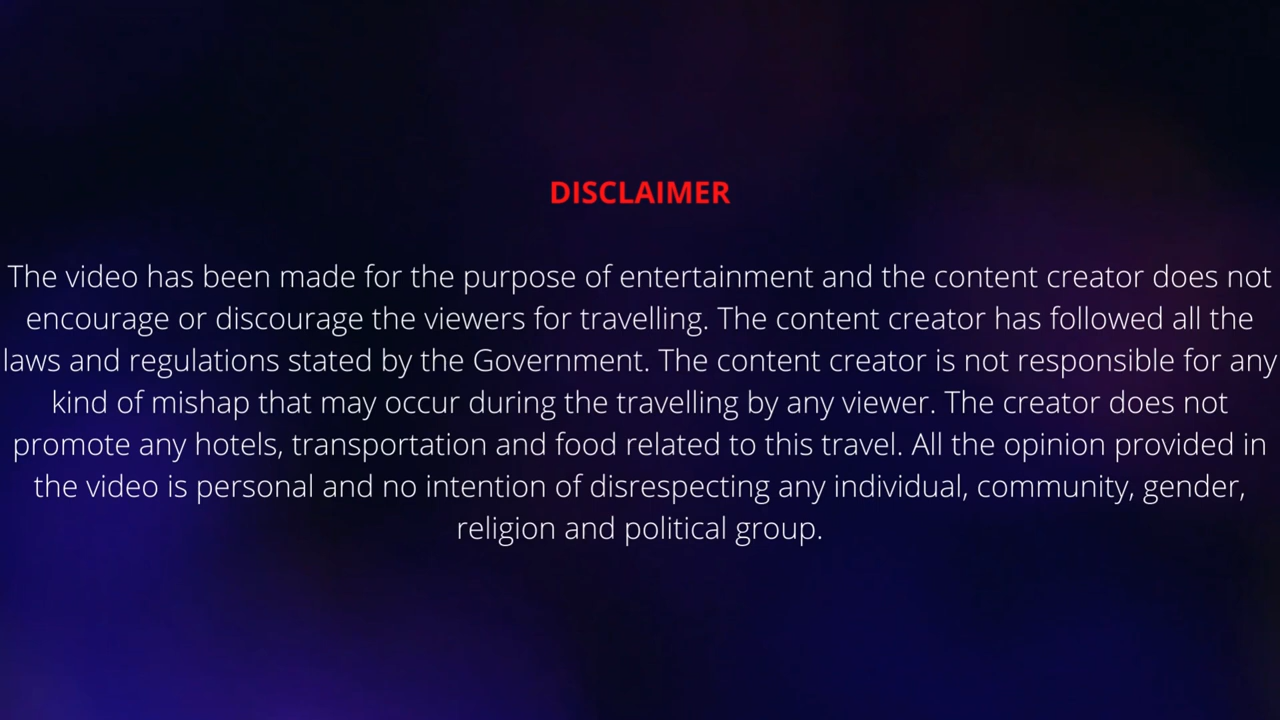 DISCLAIMER
The video has been made for the purpose of entertainment and the content creator does not
encourage or discourage the viewers for travelling. The content creator has followed all the
laws and regulations stated by the Government. The content creator is not responsible for any
kind of mishap that may occur during the travelling by any viewer. The creator does not
promote any hotels, transportation and food related to this travel. All the opinion provided in
the video is personal and no intention of disrespecting any individual, community, gender,
religion and political group.